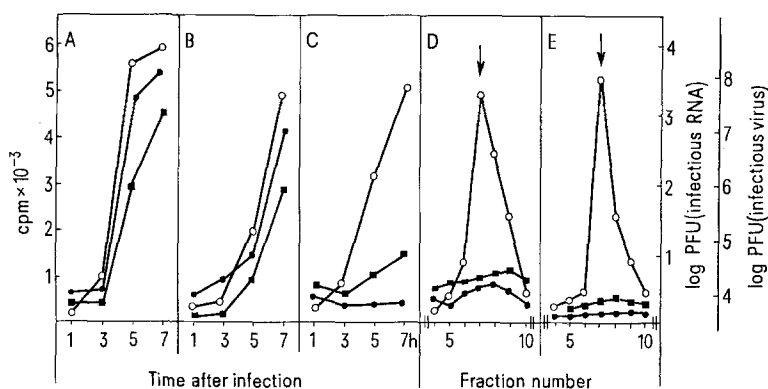 A
B
C
D
E
cpm×10⁻³
6
5
4
3
2
1
1 3 5 7
1 3 5 7
1 3 5 7h
5 10
5 10
Time after infection
Fraction number
4
3
2
1
log PFU(infectious RNA)
8
7
6
5
4
log PFU(infectious virus)